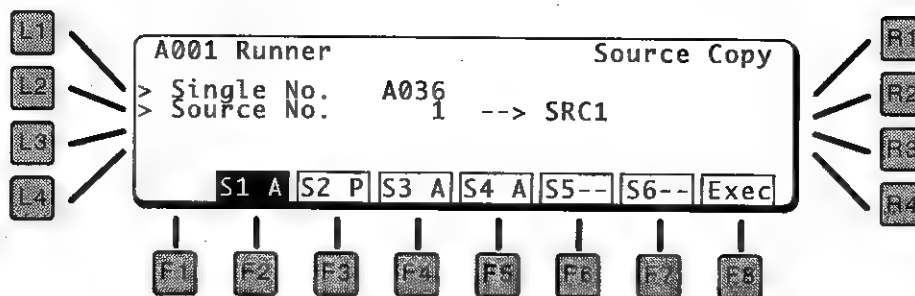 L1
L2
L3
L4
A001 Runner Source Copy
> Single No. A036
> Source No. 1 --> SRC1
S1 A S2 P S3 A S4 A S5-- S6-- Exec
R1
R2
R3
R4
F1 F2 F3 F4 F5 F6 F7 F8